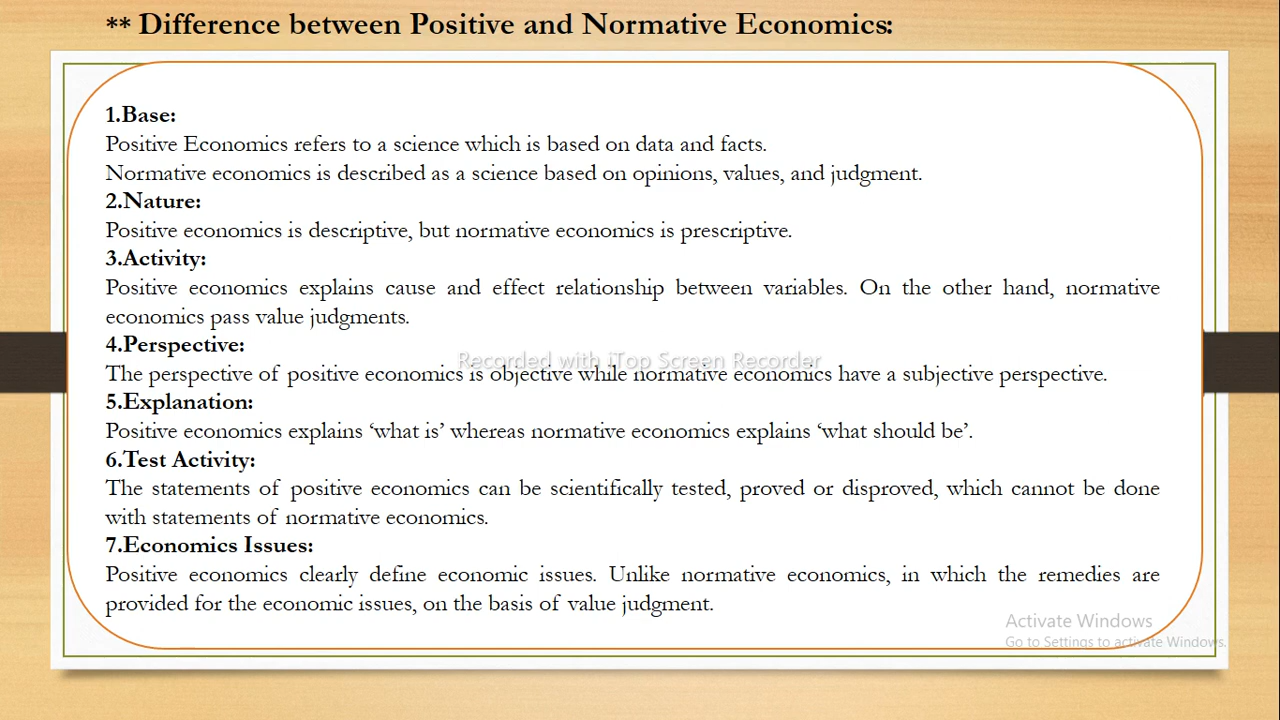 ** Difference between Positive and Normative Economics:
1.Base:
Positive Economics refers to a science which is based on data and facts.
Normative economics is described as a science based on opinions, values, and judgment.
2.Nature:
Positive economics is descriptive, but normative economics is prescriptive.
3.Activity:
Positive economics explains cause and effect relationship between variables. On the other hand, normative
economics pass value judgments.
4.Perspective:
Recorded with iTop Screen Recorder
The perspective of positive economics is objective while normative economics have a subjective perspective.
5.Explanation:
Positive economics explains ‘what is’ whereas normative economics explains ‘what should be’.
6.Test Activity:
The statements of positive economics can be scientifically tested, proved or disproved, which cannot be done
with statements of normative economics.
7.Economics Issues:
Positive economics clearly define economic issues. Unlike normative economics, in which the remedies are
provided for the economic issues, on the basis of value judgment.
Activate Windows
Go to Settings to activate Windows.